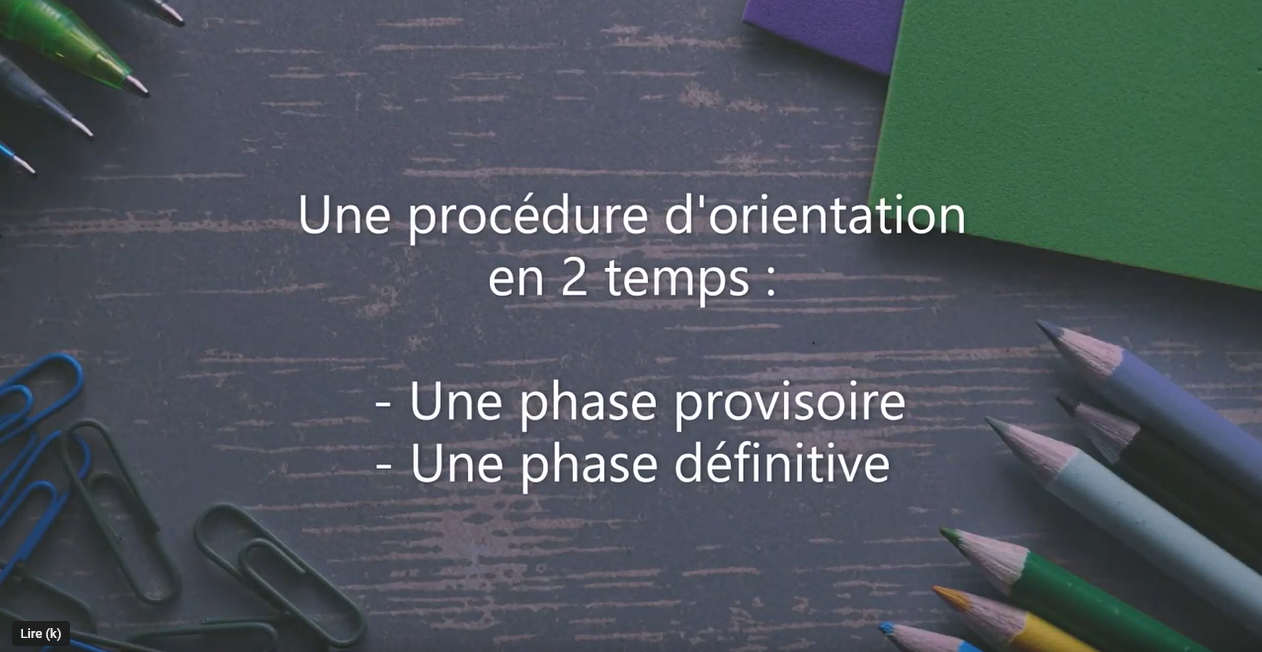 Une procédure d'orientation
en 2 temps :
- Une phase provisoire
- Une phase définitive
Lire (k)